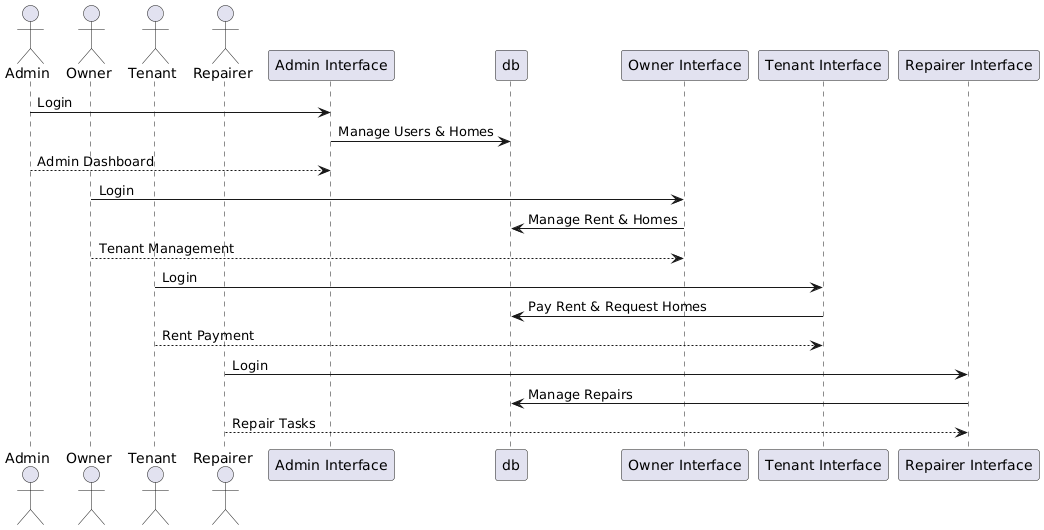 Admin Owner Tenant Repairer Admin Interface db Owner Interface Tenant Interface Repairer Interface
Login
Manage Users & Homes
Admin Dashboard
Login
Manage Rent & Homes
Tenant Management
Login
Pay Rent & Request Homes
Rent Payment
Login
Manage Repairs
Repair Tasks
Admin Owner Tenant Repairer Admin Interface db Owner Interface Tenant Interface Repairer Interface